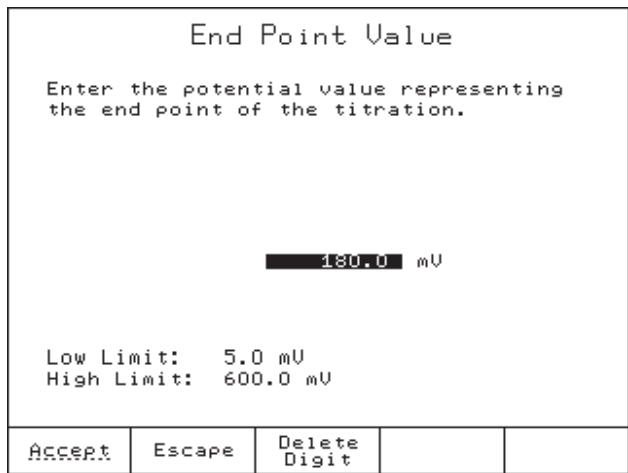 End Point Value
Enter the potential value representing
the end point of the titration.
180.0 mV
Low Limit: 5.0 mV
High Limit: 600.0 mV
Accept Escape Delete Digit